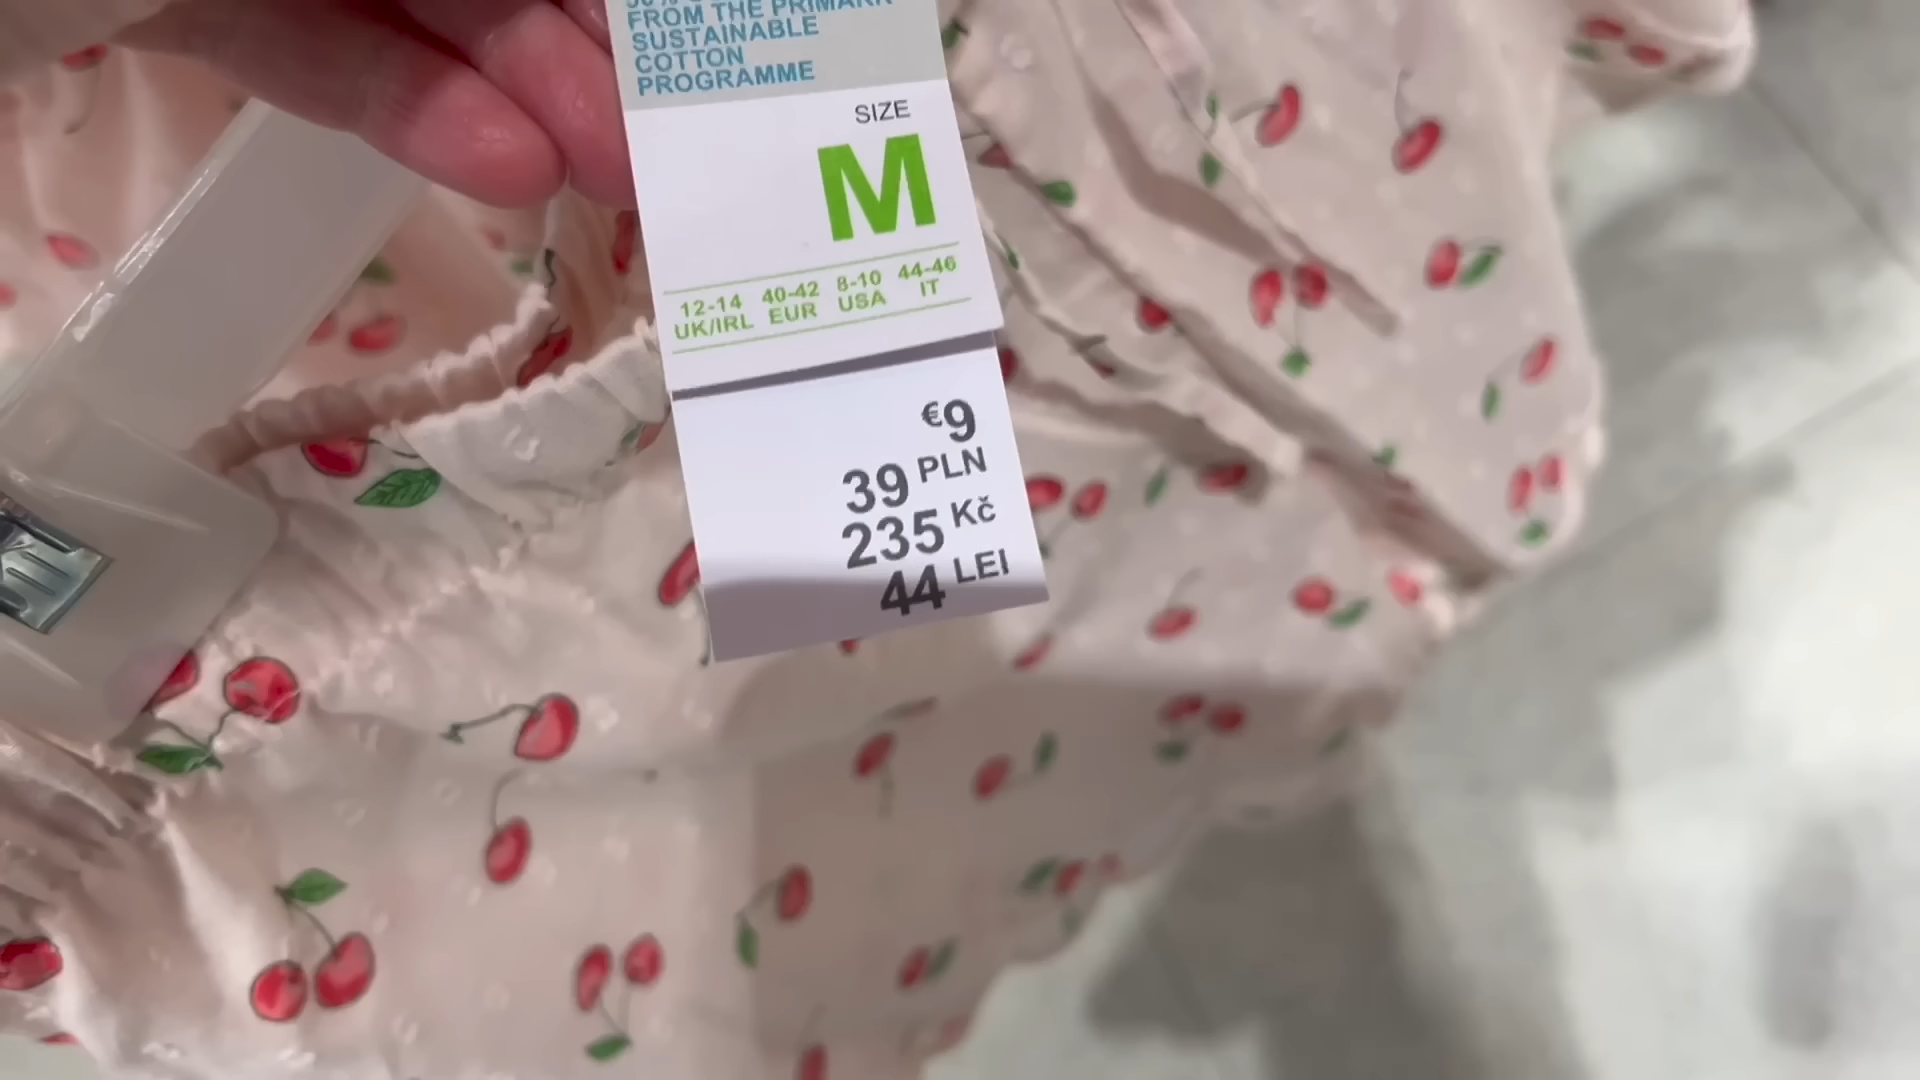 FROM THE PRIMARK
SUSTAINABLE
COTTON
PROGRAMME
SIZE
M
12-14 40-42 8-10 44-46
UK/IRL EUR USA IT
€9
39 PLN
235 Kč
44 LEI